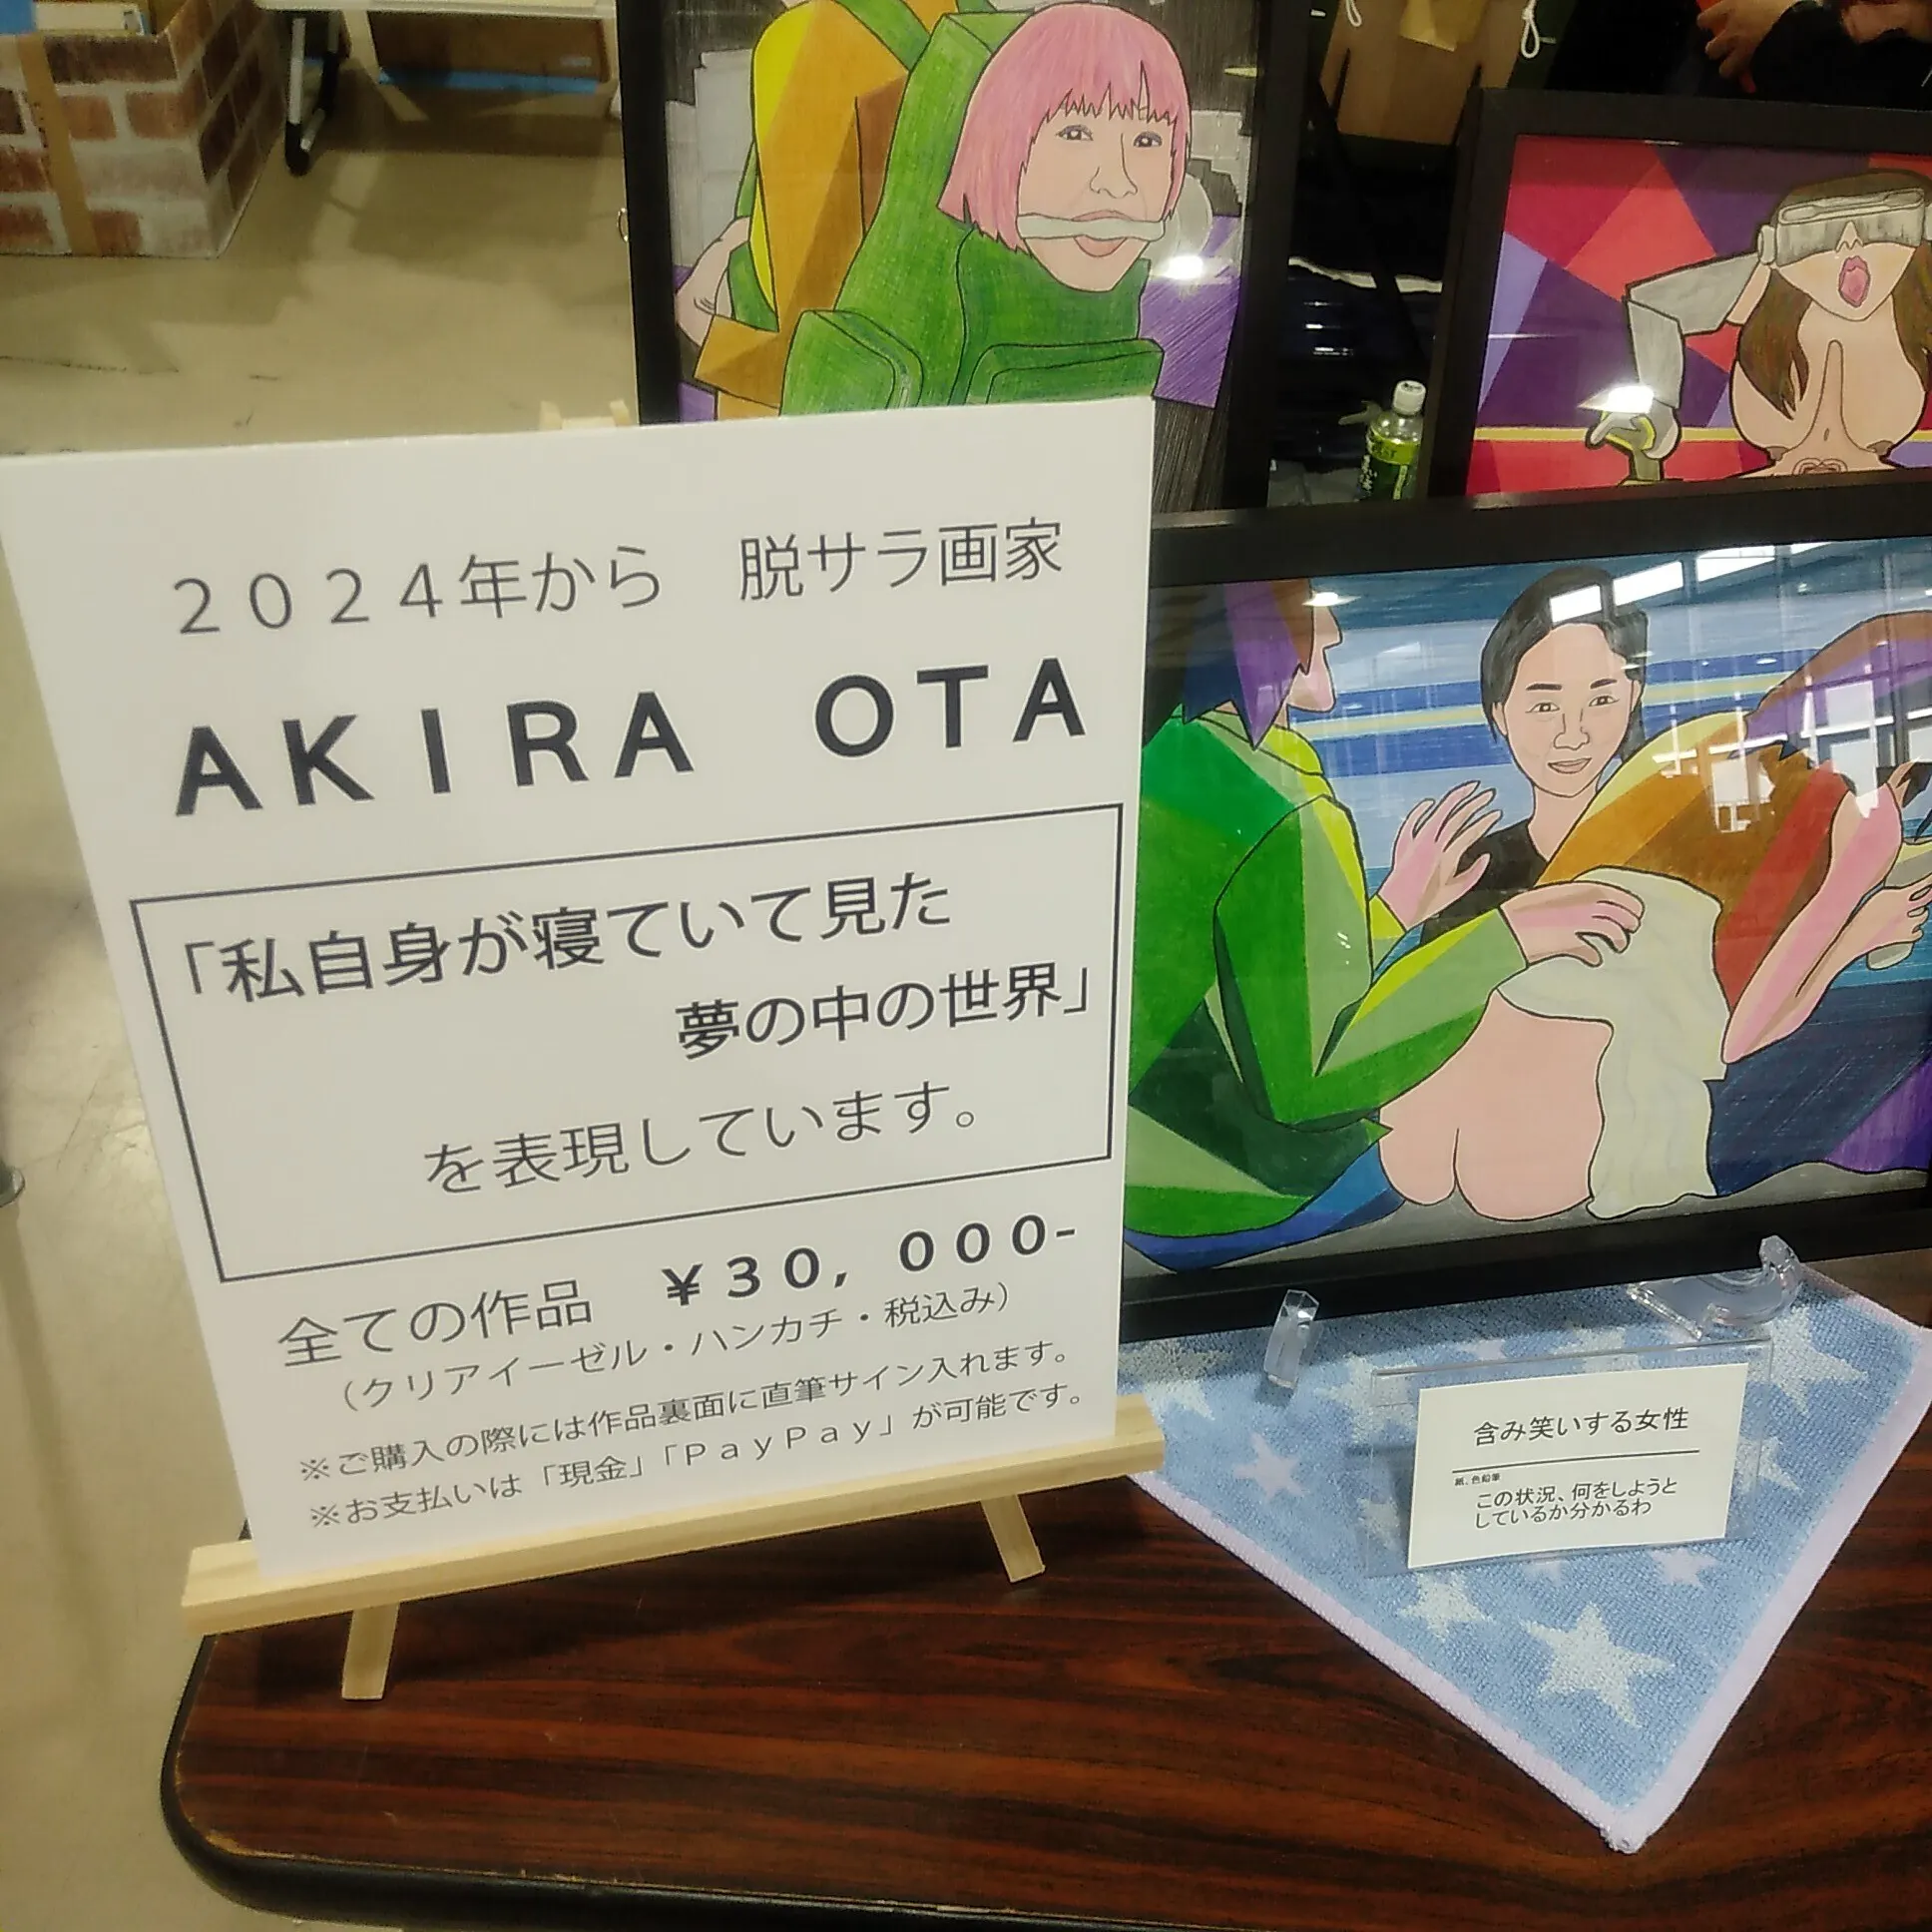 ２０２４年から　脱サラ画家
ＡＫＩＲＡ　ＯＴＡ
「私自身が寝ていて見た
夢の中の世界」
を表現しています。
全ての作品　￥３０，０００-
（クリアイーゼル・ハンカチ・税込み）
※ご購入の際には作品裏面に直筆サイン入れます。
※お支払いは「現金」「ＰａｙＰａｙ」が可能です。
含み笑いする女性
紙、色鉛筆
この状況、何をしようと
しているか分かるわ